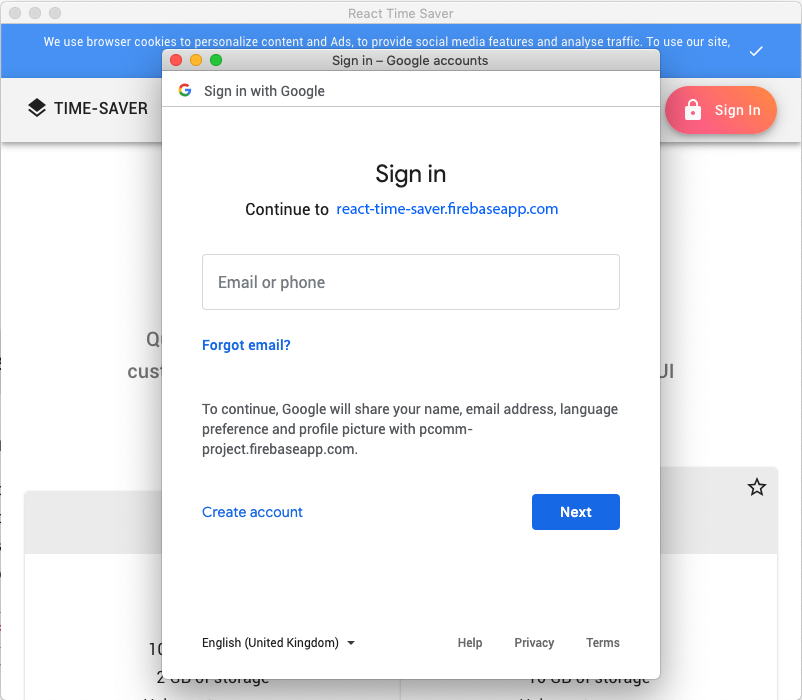 React Time Saver
We use browser cookies to personalize content and Ads, to provide social media features and analyse traffic. To use our site,
Sign in – Google accounts
Sign in with Google
TIME-SAVER
Sign In
Sign in
Continue to react-time-saver.firebaseapp.com
Email or phone
Forgot email?
To continue, Google will share your name, email address, language
preference and profile picture with pcomm-
project.firebaseapp.com.
Create account
Next
English (United Kingdom)
Help
Privacy
Terms
2 GB of storage
10 GB of storage